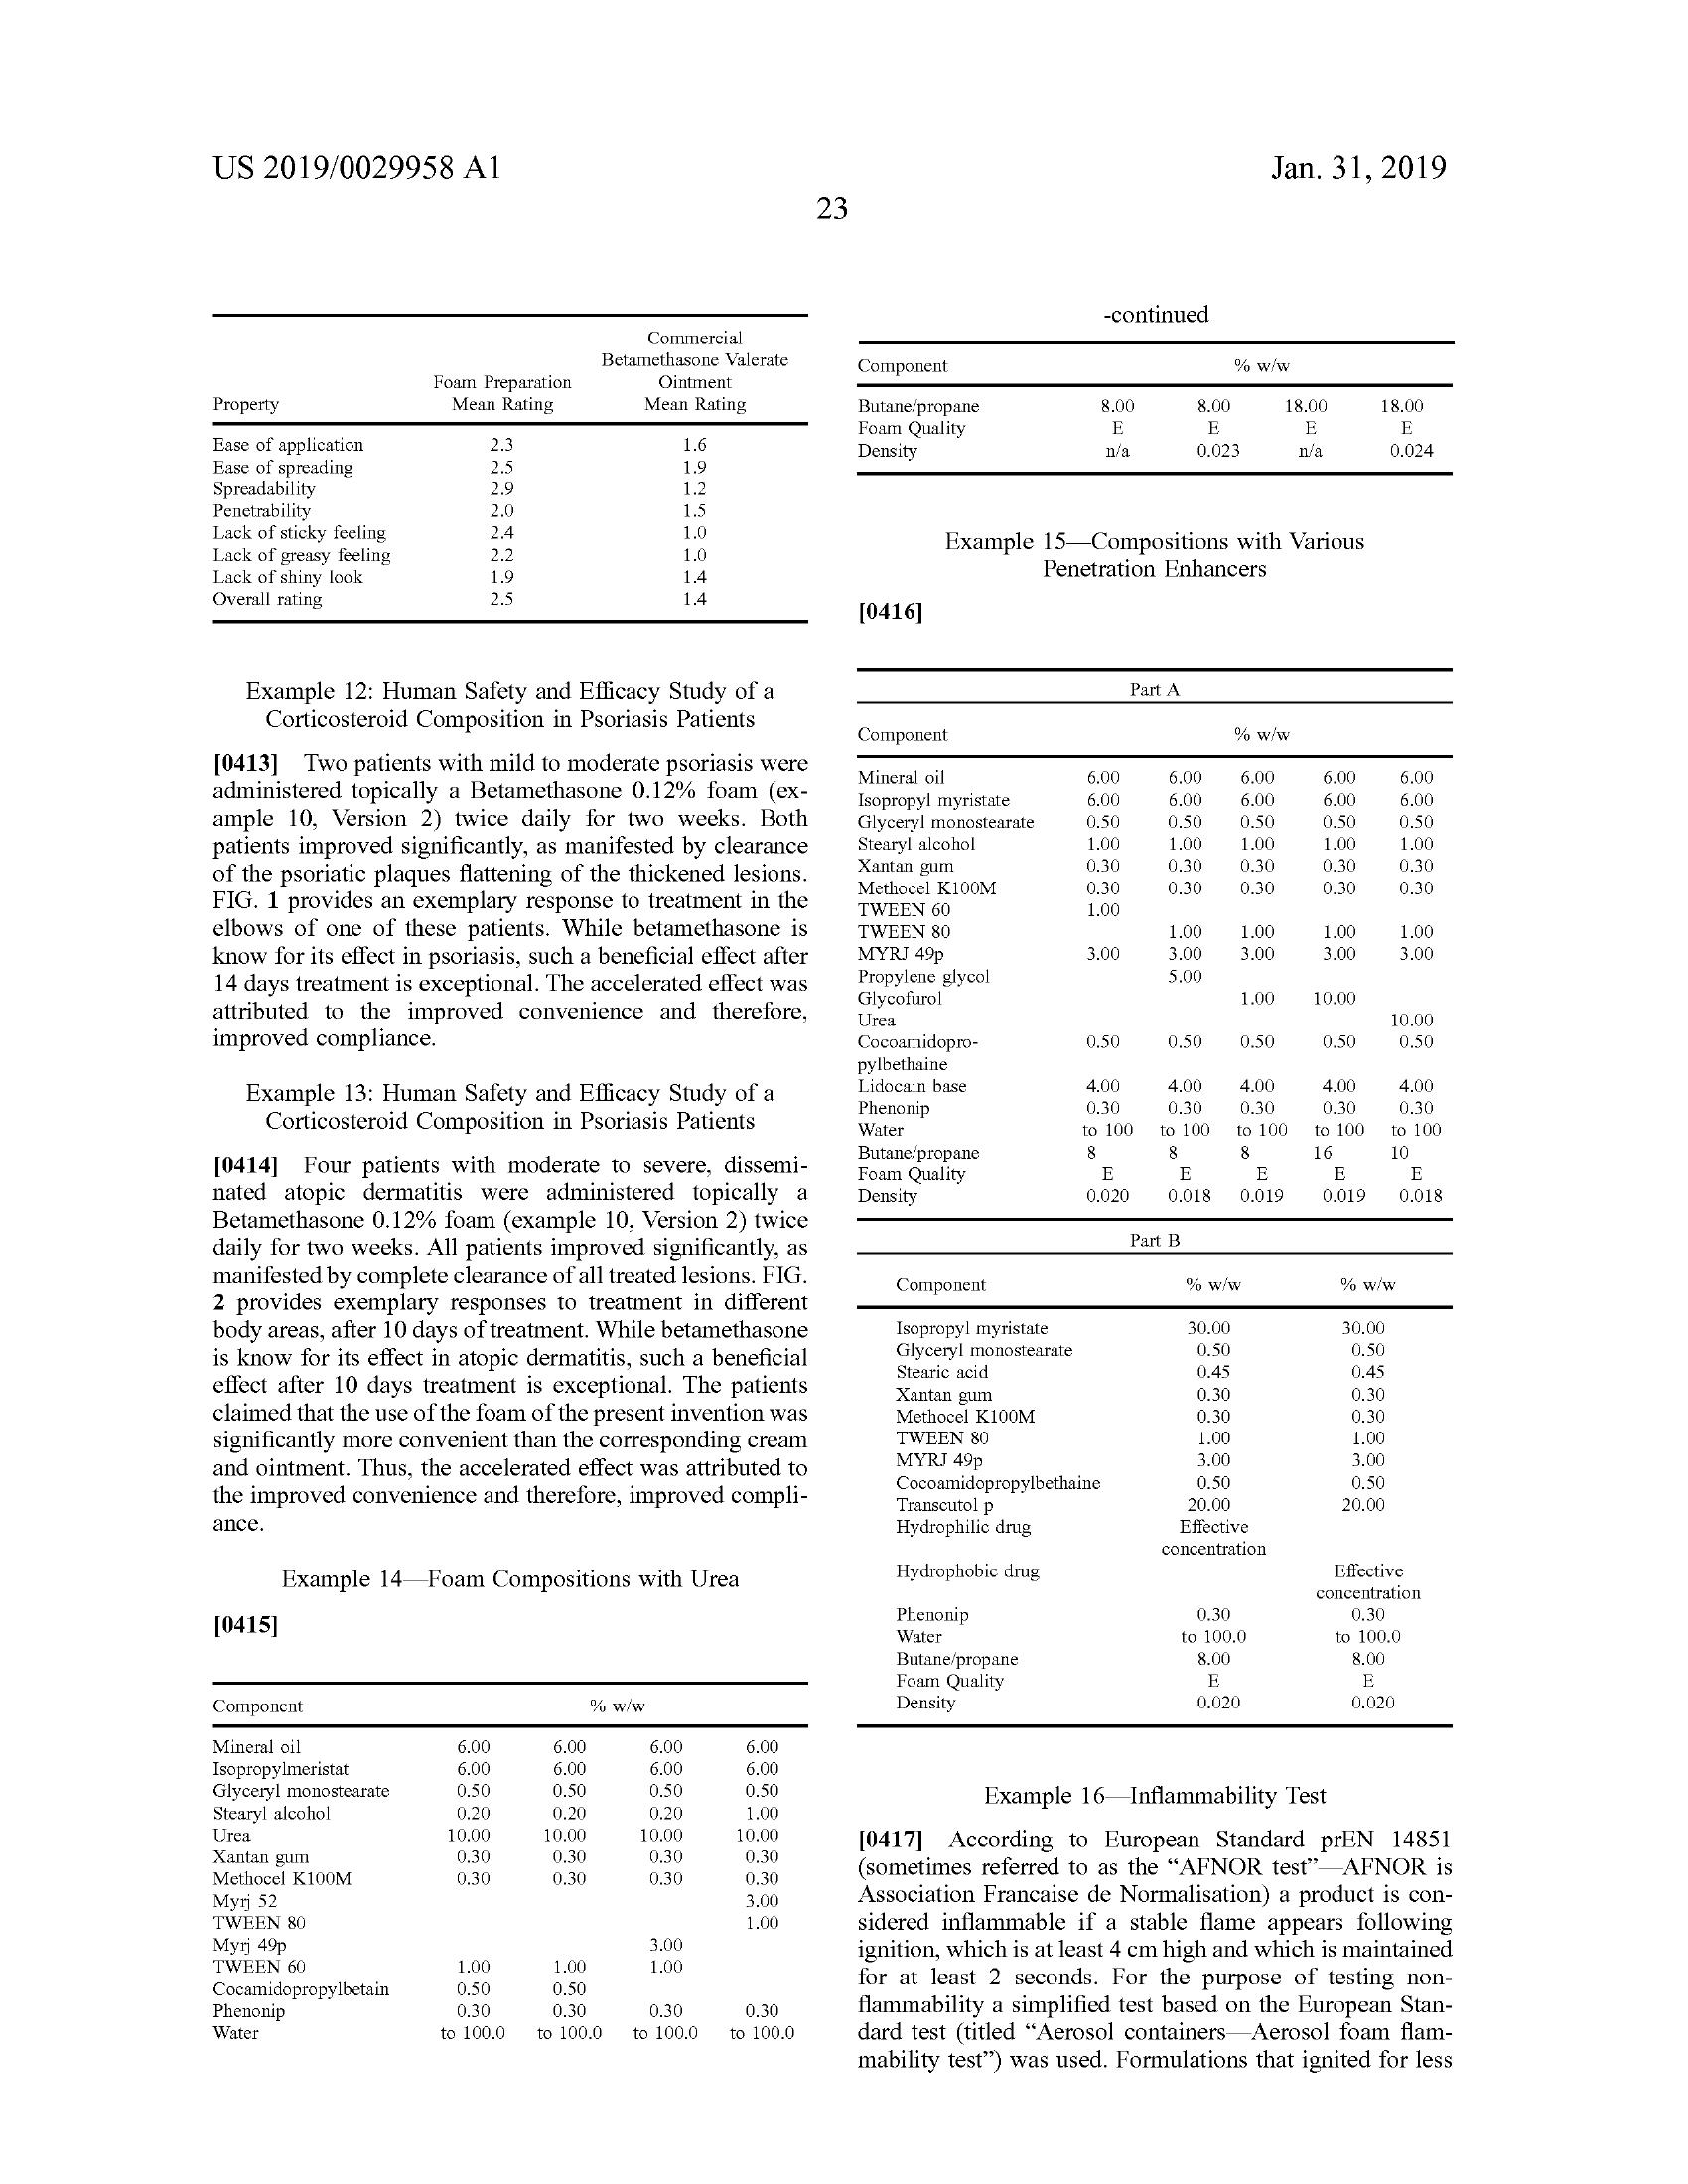 US 2019/0029958 A1 Jan. 31, 2019
23
Commercial
Betamethasone Valerate
Foam Preparation Ointment
Property Mean Rating Mean Rating
Ease of application 2.3 1.6
Ease of spreading 2.5 1.9
Spreadability 2.9 1.2
Penetrability 2.0 1.5
Lack of sticky feeling 2.4 1.0
Lack of greasy feeling 2.2 1.0
Lack of shiny look 1.9 1.4
Overall rating 2.5 1.4
Example 12: Human Safety and Efficacy Study of a
Corticosteroid Composition in Psoriasis Patients
[0413] Two patients with mild to moderate psoriasis were
administered topically a Betamethasone 0.12% foam (ex-
ample 10, Version 2) twice daily for two weeks. Both
patients improved significantly, as manifested by clearance
of the psoriatic plaques flattening of the thickened lesions.
FIG. 1 provides an exemplary response to treatment in the
elbows of one of these patients. While betamethasone is
know for its effect in psoriasis, such a beneficial effect after
14 days treatment is exceptional. The accelerated effect was
attributed to the improved convenience and therefore,
improved compliance.
Example 13: Human Safety and Efficacy Study of a
Corticosteroid Composition in Psoriasis Patients
[0414] Four patients with moderate to severe, dissemi-
nated atopic dermatitis were administered topically a
Betamethasone 0.12% foam (example 10, Version 2) twice
daily for two weeks. All patients improved significantly, as
manifested by complete clearance of all treated lesions. FIG.
2 provides exemplary responses to treatment in different
body areas, after 10 days of treatment. While betamethasone
is know for its effect in atopic dermatitis, such a beneficial
effect after 10 days treatment is exceptional. The patients
claimed that the use of the foam of the present invention was
significantly more convenient than the corresponding cream
and ointment. Thus, the accelerated effect was attributed to
the improved convenience and therefore, improved compli-
ance.
Example 14—Foam Compositions with Urea
[0415]
Component % w/w
Mineral oil 6.00 6.00 6.00 6.00
Isopropylmeristat 6.00 6.00 6.00 6.00
Glyceryl monostearate 0.50 0.50 0.50 0.50
Stearyl alcohol 0.20 0.20 0.20 1.00
Urea 10.00 10.00 10.00 10.00
Xantan gum 0.30 0.30 0.30 0.30
Methocel K100M 0.30 0.30 0.30 0.30
Myrj 52 3.00
TWEEN 80 1.00
Myrj 49p 3.00
TWEEN 60 1.00 1.00 1.00
Cocamidopropylbetain 0.50 0.50
Phenonip 0.30 0.30 0.30 0.30
Water to 100.0 to 100.0 to 100.0 to 100.0
-continued
Component % w/w
Butane/propane 8.00 8.00 18.00 18.00
Foam Quality E E E E
Density n/a 0.023 n/a 0.024
Example 15—Compositions with Various
Penetration Enhancers
[0416]
Part A
Component % w/w
Mineral oil 6.00 6.00 6.00 6.00 6.00
Isopropyl myristate 6.00 6.00 6.00 6.00 6.00
Glyceryl monostearate 0.50 0.50 0.50 0.50 0.50
Stearyl alcohol 1.00 1.00 1.00 1.00 1.00
Xantan gum 0.30 0.30 0.30 0.30 0.30
Methocel K100M 0.30 0.30 0.30 0.30 0.30
TWEEN 60 1.00
TWEEN 80 1.00 1.00 1.00 1.00
MYRJ 49p 3.00 3.00 3.00 3.00 3.00
Propylene glycol 5.00
Glycofurol 1.00 10.00
Urea 10.00
Cocoamidopro- 0.50 0.50 0.50 0.50 0.50
pylbethaine
Lidocain base 4.00 4.00 4.00 4.00 4.00
Phenonip 0.30 0.30 0.30 0.30 0.30
Water to 100 to 100 to 100 to 100 to 100
Butane/propane 8 8 8 16 10
Foam Quality E E E E E
Density 0.020 0.018 0.019 0.019 0.018
Part B
Component % w/w % w/w
Isopropyl myristate 30.00 30.00
Glyceryl monostearate 0.50 0.50
Stearic acid 0.45 0.45
Xantan gum 0.30 0.30
Methocel K100M 0.30 0.30
TWEEN 80 1.00 1.00
MYRJ 49p 3.00 3.00
Cocoamidopropylbethaine 0.50 0.50
Transcutol p 20.00 20.00
Hydrophilic drug Effective
concentration
Hydrophobic drug Effective
concentration
Phenonip 0.30 0.30
Water to 100.0 to 100.0
Butane/propane 8.00 8.00
Foam Quality E E
Density 0.020 0.020
Example 16—Inflammability Test
[0417] According to European Standard prEN 14851
(sometimes referred to as the “AFNOR test”—AFNOR is
Association Francaise de Normalisation) a product is con-
sidered inflammable if a stable flame appears following
ignition, which is at least 4 cm high and which is maintained
for at least 2 seconds. For the purpose of testing non-
flammability a simplified test based on the European Stan-
dard test (titled “Aerosol containers—Aerosol foam flam-
mability test”) was used. Formulations that ignited for less